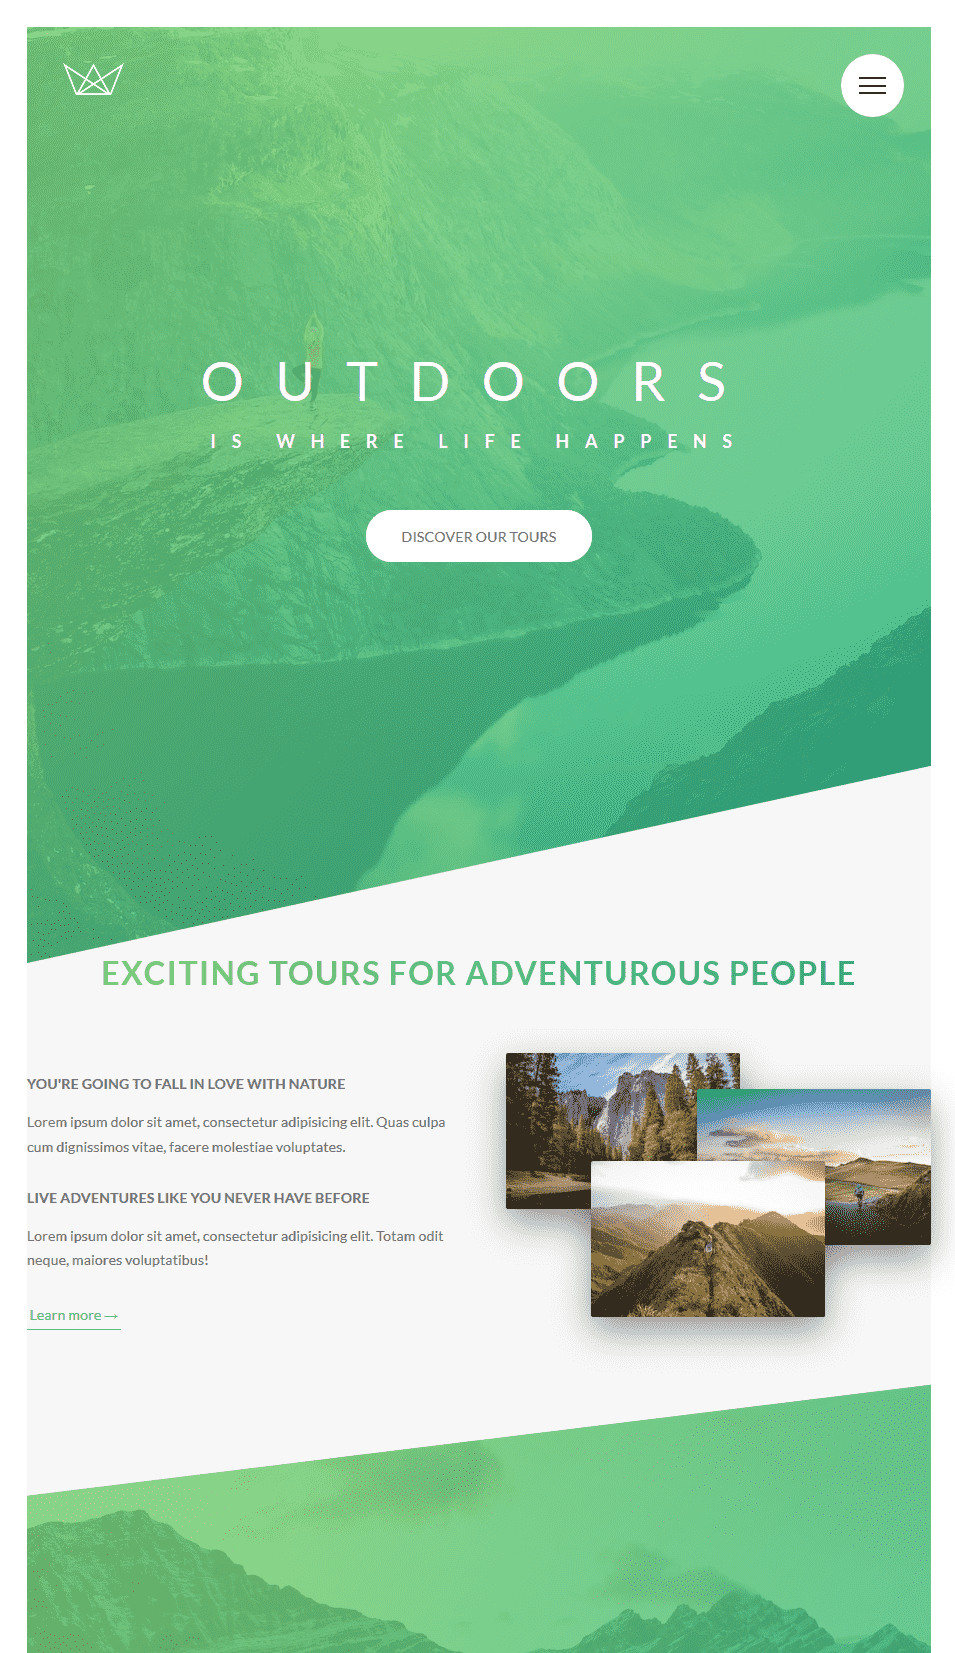 OUTDOORS
IS WHERE LIFE HAPPENS
DISCOVER OUR TOURS
EXCITING TOURS FOR ADVENTUROUS PEOPLE
YOU'RE GOING TO FALL IN LOVE WITH NATURE
Lorem ipsum dolor sit amet, consectetur adipisicing elit. Quas culpa
cum dignissimos vitae, facere molestiae voluptates.
LIVE ADVENTURES LIKE YOU NEVER HAVE BEFORE
Lorem ipsum dolor sit amet, consectetur adipisicing elit. Totam odit
neque, maiores voluptatibus!
Learn more →